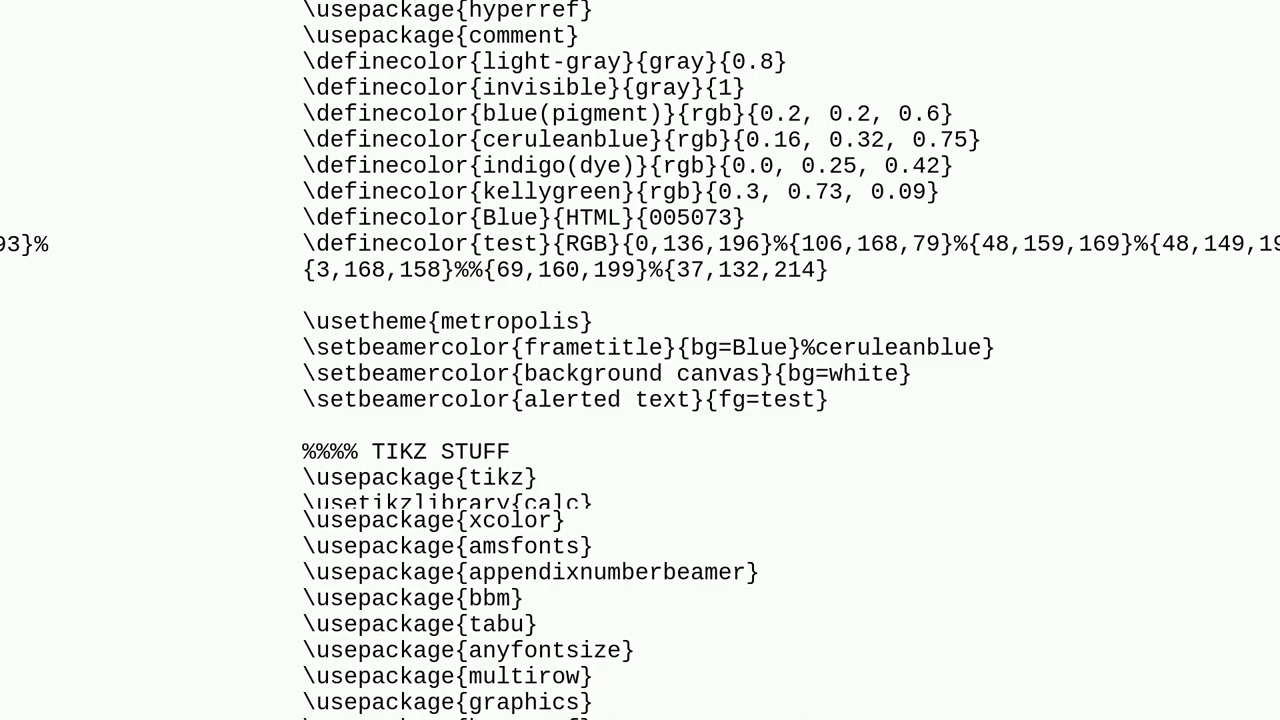 \usepackage{hyperref}
\usepackage{comment}
\definecolor{light-gray}{gray}{0.8}
\definecolor{invisible}{gray}{1}
\definecolor{blue(pigment)}{rgb}{0.2, 0.2, 0.6}
\definecolor{ceruleanblue}{rgb}{0.16, 0.32, 0.75}
\definecolor{indigo(dye)}{rgb}{0.0, 0.25, 0.42}
\definecolor{kellygreen}{rgb}{0.3, 0.73, 0.09}
\definecolor{Blue}{HTML}{005073}
93}% \definecolor{test}{RGB}{0,136,196}%{106,168,79}%{48,159,169}%{48,149,19
{3,168,158}%%{69,160,199}%{37,132,214}
\usetheme{metropolis}
\setbeamercolor{frametitle}{bg=Blue}%ceruleanblue}
\setbeamercolor{background canvas}{bg=white}
\setbeamercolor{alerted text}{fg=test}
%%%% TIKZ STUFF
\usepackage{tikz}
\usetikzlibrary{calc}
\usepackage{xcolor}
\usepackage{amsfonts}
\usepackage{appendixnumberbeamer}
\usepackage{bbm}
\usepackage{tabu}
\usepackage{anyfontsize}
\usepackage{multirow}
\usepackage{graphics}